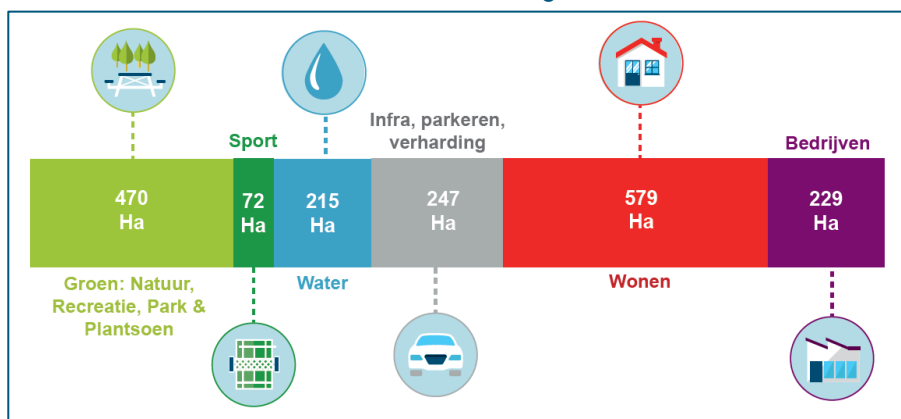 Sport
Infra, parkeren,
verharding
Bedrijven
470
Ha
72
Ha
215
Ha
247
Ha
579
Ha
229
Ha
Groen: Natuur,
Recreatie, Park &
Plantsoen
Water
Wonen